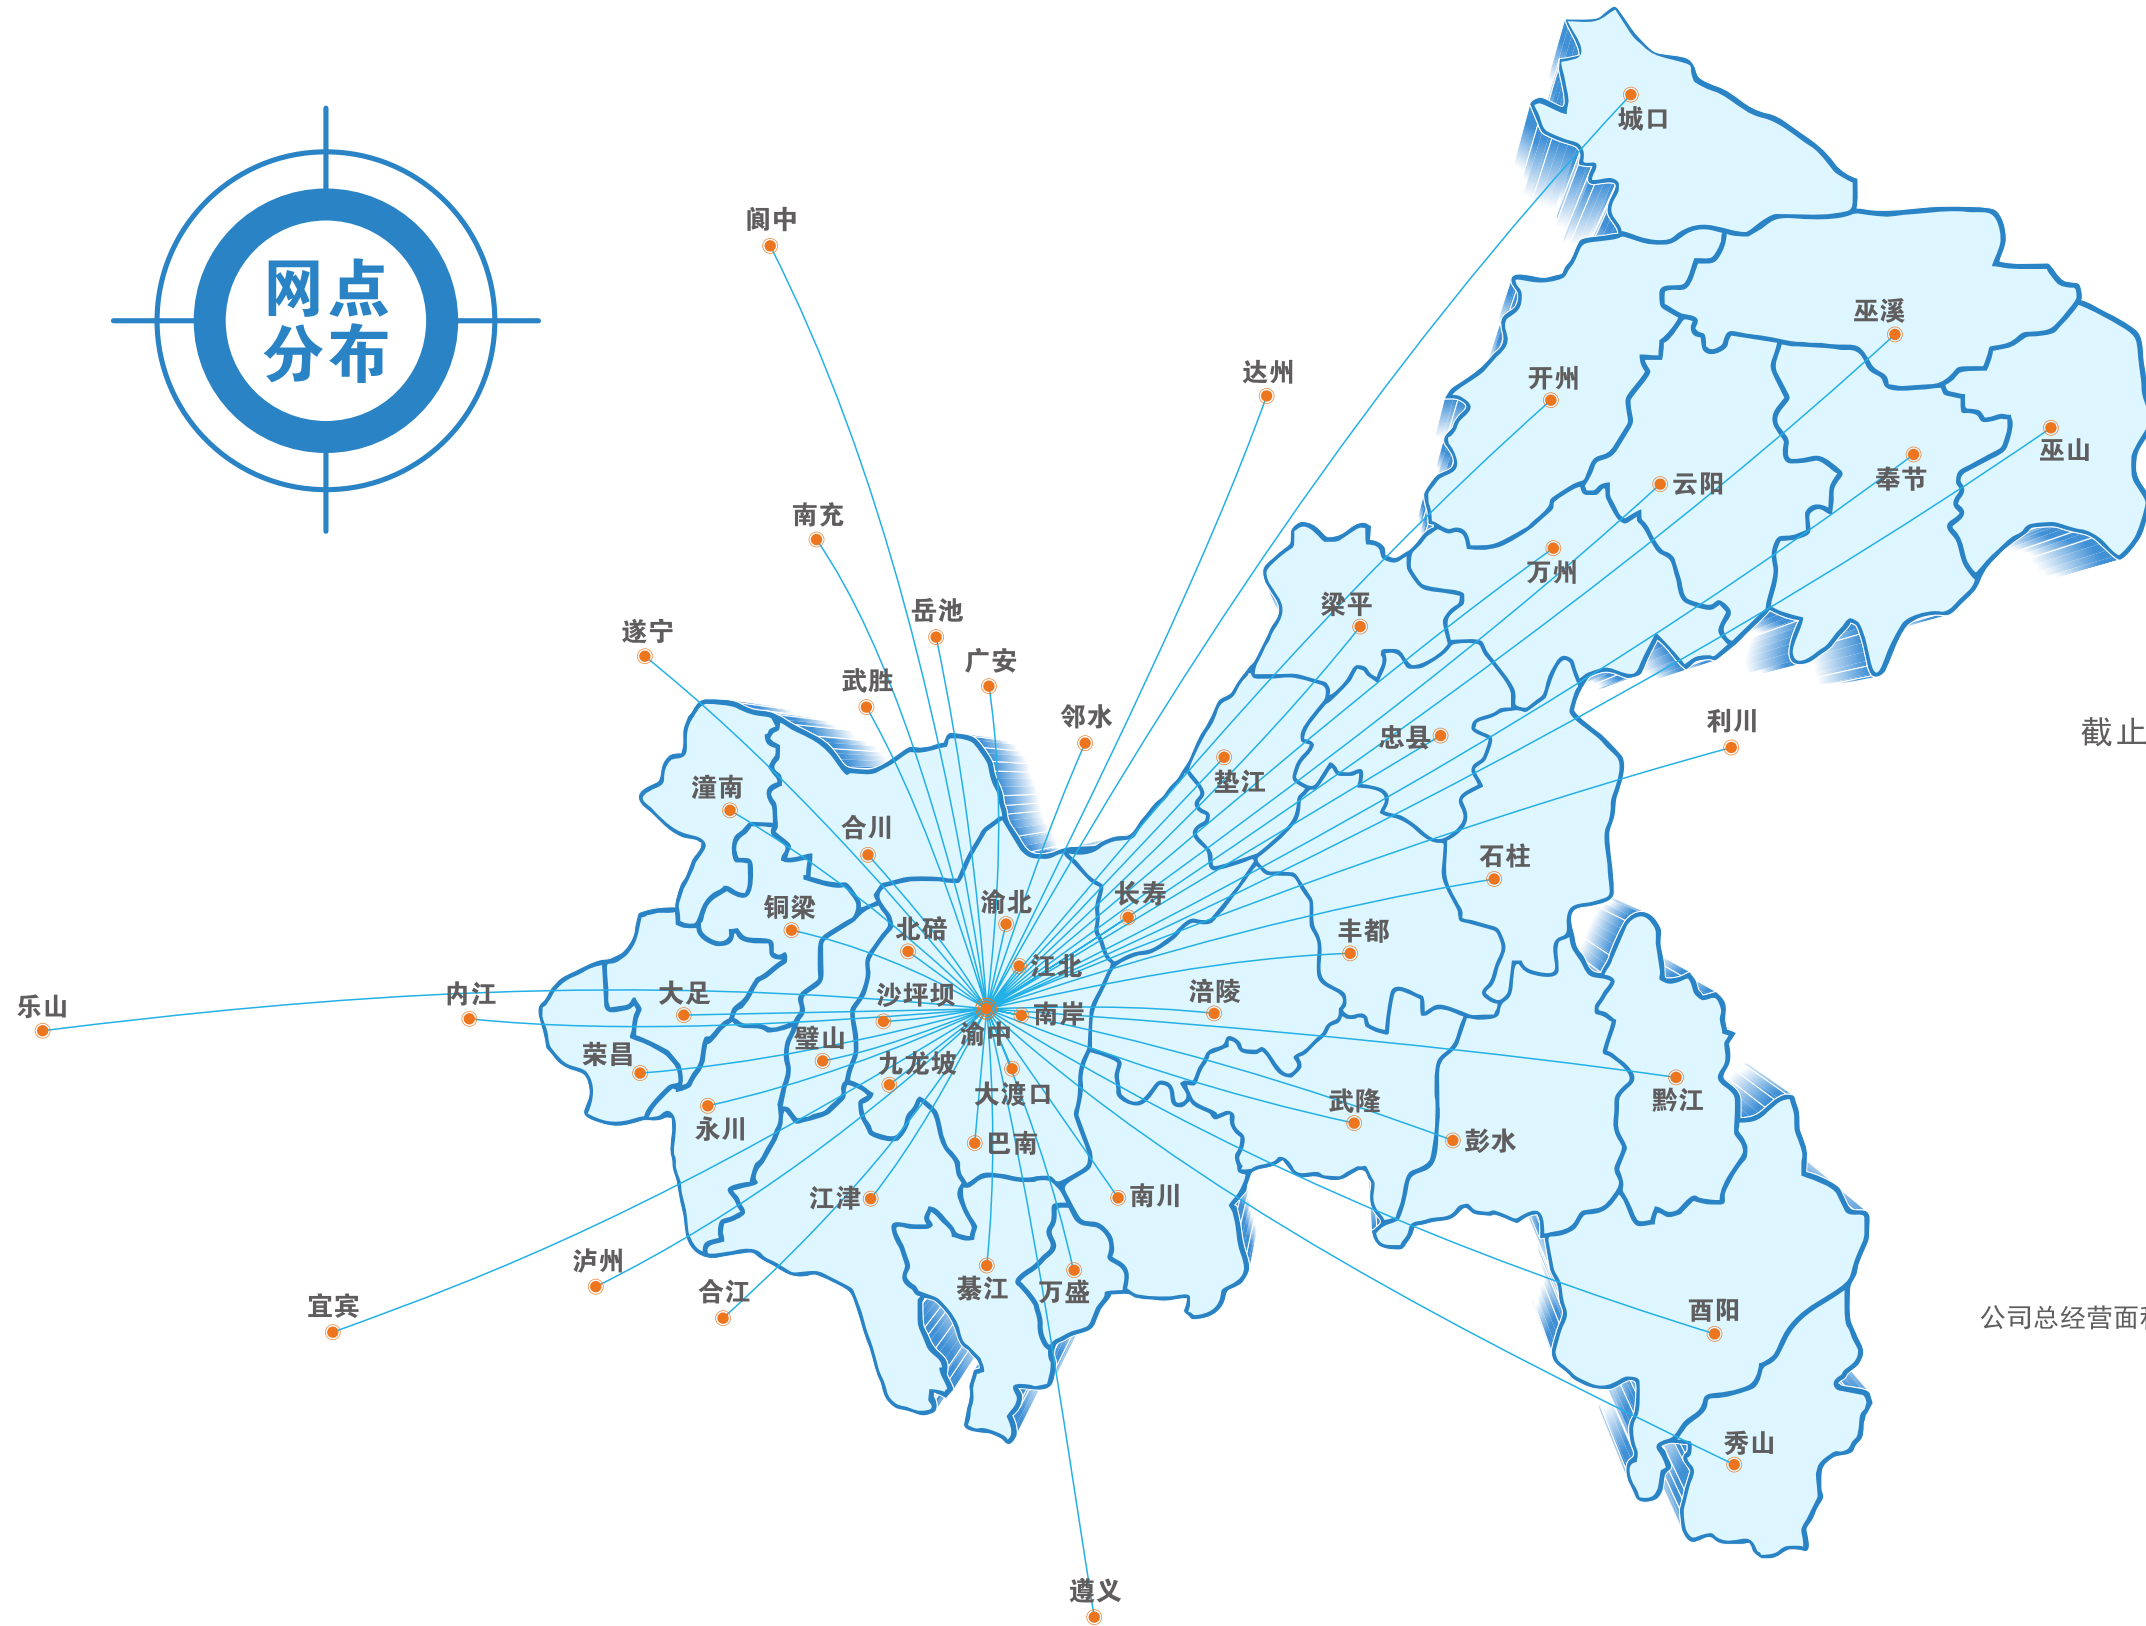 网点
分布
城口
阆中
巫溪
达州
开州
巫山
奉节
云阳
南充
万州
梁平
岳池
遂宁
广安
武胜
邻水
利川
忠县
截止
垫江
潼南
合川
石柱
长寿
渝北
铜梁
北碚
丰都
江北
内江
大足
沙坪坝
涪陵
乐山
南岸
渝中
璧山
荣昌
九龙坡
大渡口
武隆
黔江
永川
巴南
彭水
江津
南川
泸州
綦江
万盛
合江
宜宾
酉阳
公司总经营面积
秀山
遵义